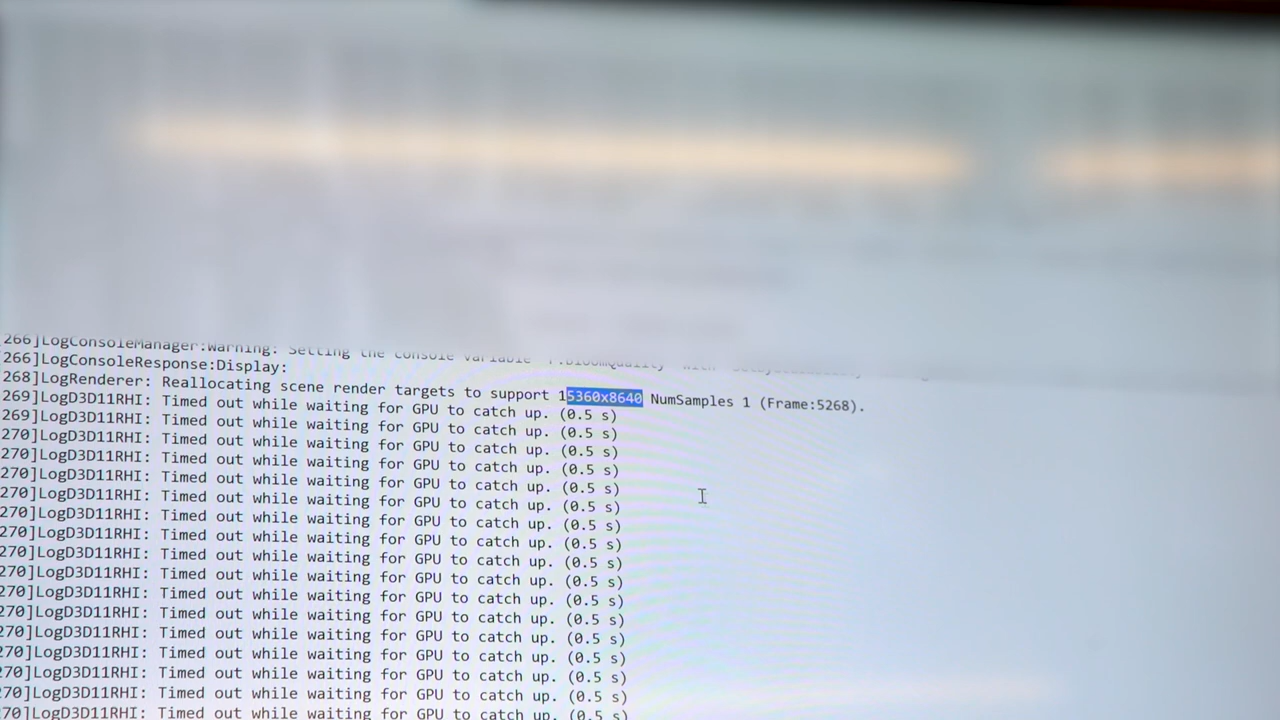 266]LogConsoleManager:Warning: Setting the console variable 'r.BloomQuality' with
266]LogConsoleResponse:Display:
268]LogRenderer: Reallocating scene render targets to support 15360x8640 NumSamples 1 (Frame:5268).
269]LogD3D11RHI: Timed out while waiting for GPU to catch up. (0.5 s)
269]LogD3D11RHI: Timed out while waiting for GPU to catch up. (0.5 s)
270]LogD3D11RHI: Timed out while waiting for GPU to catch up. (0.5 s)
270]LogD3D11RHI: Timed out while waiting for GPU to catch up. (0.5 s)
270]LogD3D11RHI: Timed out while waiting for GPU to catch up. (0.5 s)
270]LogD3D11RHI: Timed out while waiting for GPU to catch up. (0.5 s)
270]LogD3D11RHI: Timed out while waiting for GPU to catch up. (0.5 s)
270]LogD3D11RHI: Timed out while waiting for GPU to catch up. (0.5 s)
270]LogD3D11RHI: Timed out while waiting for GPU to catch up. (0.5 s)
270]LogD3D11RHI: Timed out while waiting for GPU to catch up. (0.5 s)
270]LogD3D11RHI: Timed out while waiting for GPU to catch up. (0.5 s)
270]LogD3D11RHI: Timed out while waiting for GPU to catch up. (0.5 s)
270]LogD3D11RHI: Timed out while waiting for GPU to catch up. (0.5 s)
270]LogD3D11RHI: Timed out while waiting for GPU to catch up. (0.5 s)
270]LogD3D11RHI: Timed out while waiting for GPU to catch up. (0.5 s)
270]LogD3D11RHI: Timed out while waiting for GPU to catch up. (0.5 s)
70]LogD3D11RHI: Timed out while waiting for GPU to catch up. (0.5 s)